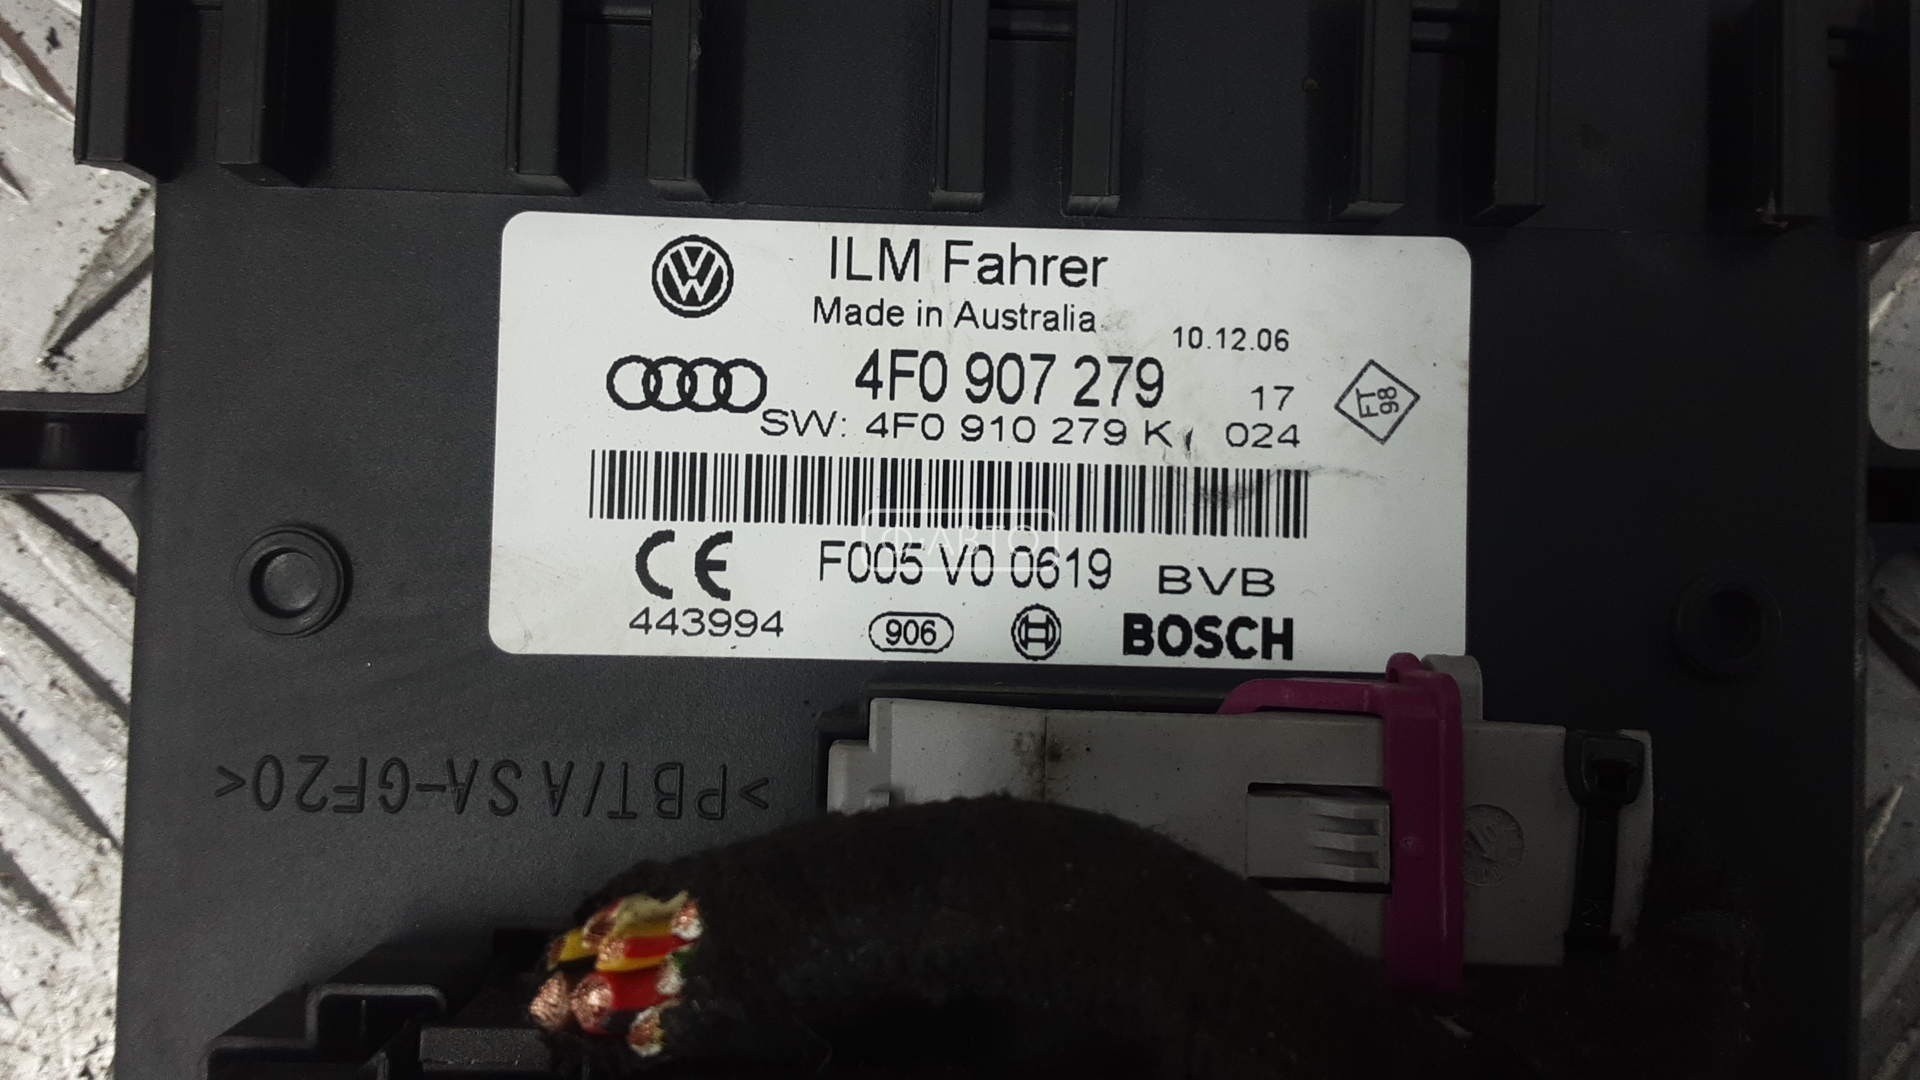 ILM Fahrer
Made in Australia
10.12.06
4F0 907 279 17
SW: 4F0 910 279 K 024
FT 98
Ф-АВТО
F005 V0 0619 BVB
443994 906 BOSCH
>PBT/ASA-GF20<